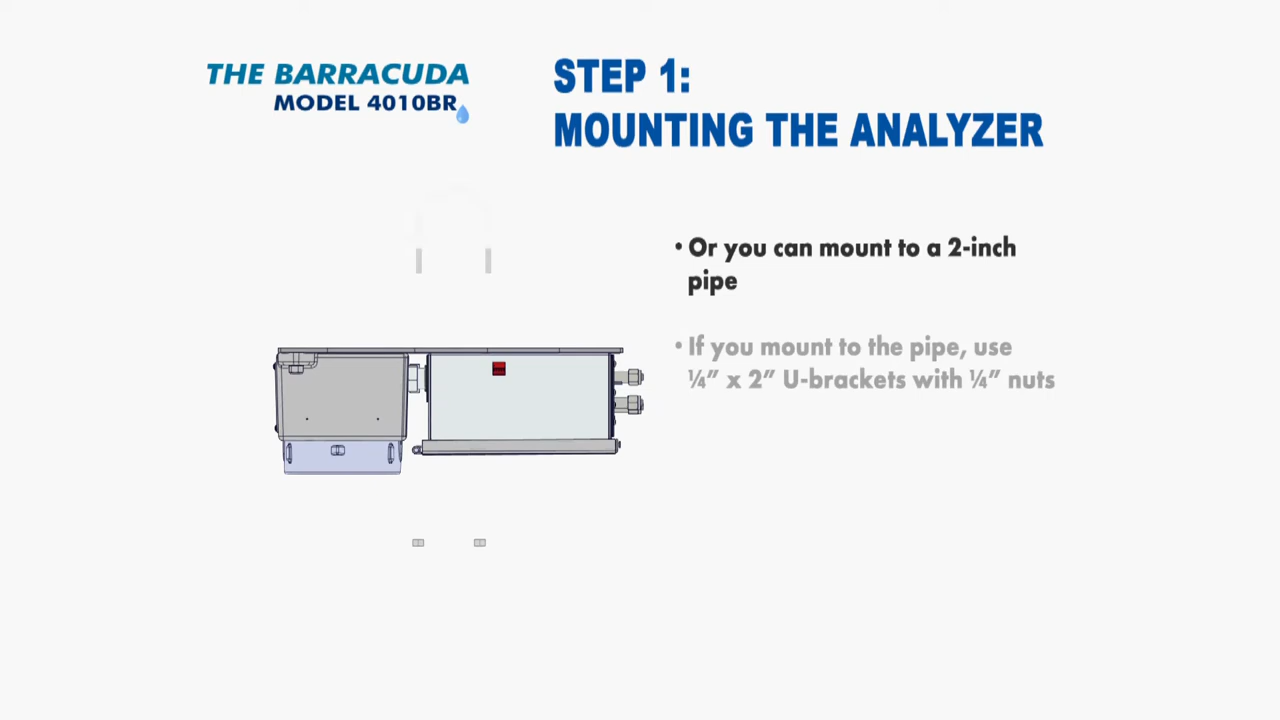 THE BARRACUDA
MODEL 4010BR
STEP 1:
MOUNTING THE ANALYZER
• Or you can mount to a 2-inch
pipe
• If you mount to the pipe, use
¼” x 2” U-brackets with ¼” nuts